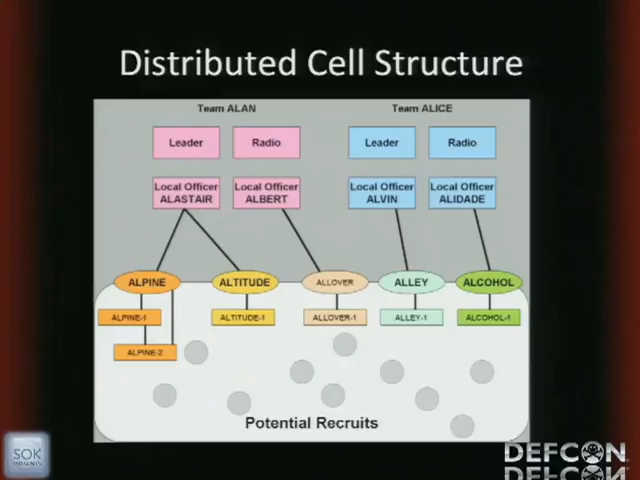 Distributed Cell Structure
Team ALAN
Team ALICE
Leader
Radio
Leader
Radio
Local Officer
ALASTAIR
Local Officer
ALBERT
Local Officer
ALVIN
Local Officer
ALIDADE
ALPINE
ALTITUDE
ALLOVER
ALLEY
ALCOHOL
ALPINE-1
ALTITUDE-1
ALLOVER-1
ALLEY-1
ALCOHOL-1
ALPINE-2
Potential Recruits
SOK
DEFCON